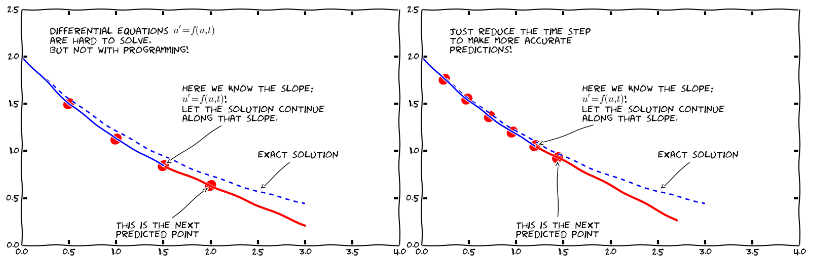 DIFFERENTIAL EQUATIONS u'=f(u,t)
ARE HARD TO SOLVE.
BUT NOT WITH PROGRAMMING!
HERE WE KNOW THE SLOPE:
u'=f(u,t)!
LET THE SOLUTION CONTINUE
ALONG THAT SLOPE.
EXACT SOLUTION
THIS IS THE NEXT
PREDICTED POINT
2.5
2.0
1.5
1.0
0.5
0.0
0.0 0.5 1.0 1.5 2.0 2.5 3.0 3.5 4.0
JUST REDUCE THE TIME STEP
TO MAKE MORE ACCURATE
PREDICTIONS!
HERE WE KNOW THE SLOPE:
u'=f(u,t)!
LET THE SOLUTION CONTINUE
ALONG THAT SLOPE.
EXACT SOLUTION
THIS IS THE NEXT
PREDICTED POINT
2.5
2.0
1.5
1.0
0.5
0.0
0.0 0.5 1.0 1.5 2.0 2.5 3.0 3.5 4.0